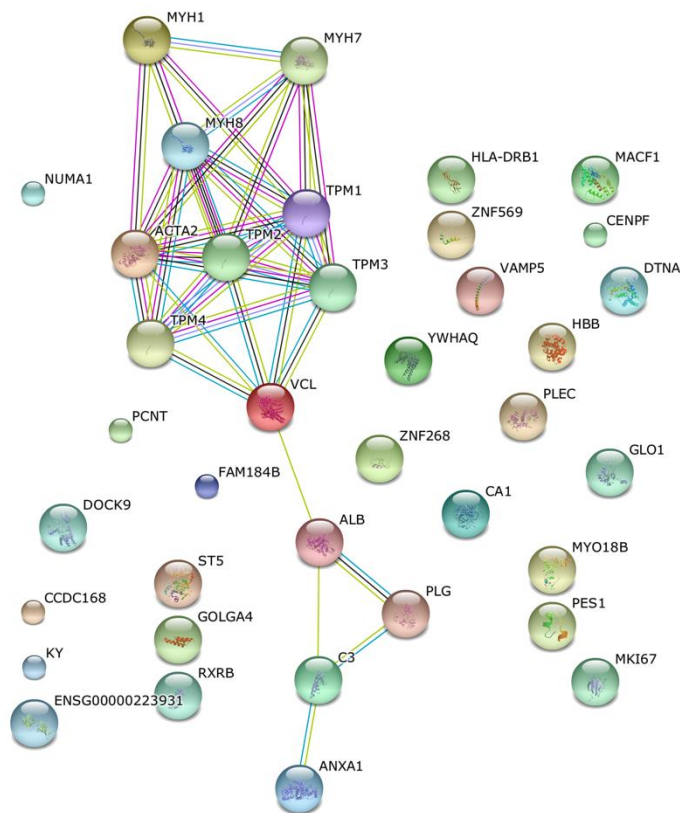 MYH1
MYH7
MYH8
HLA-DRB1
MACF1
NUMA1
TPM1
ZNF569
CENPF
ACTA2
TPM2
TPM3
VAMP5
DTNA
TPM4
YWHAQ
HBB
VCL
PLEC
PCNT
ZNF268
GLO1
FAM184B
DOCK9
ALB
CA1
ST5
MYO18B
PLG
CCDC168
GOLGA4
PES1
KY
C3
RXRB
MKI67
ENSG00000223931
ANXA1